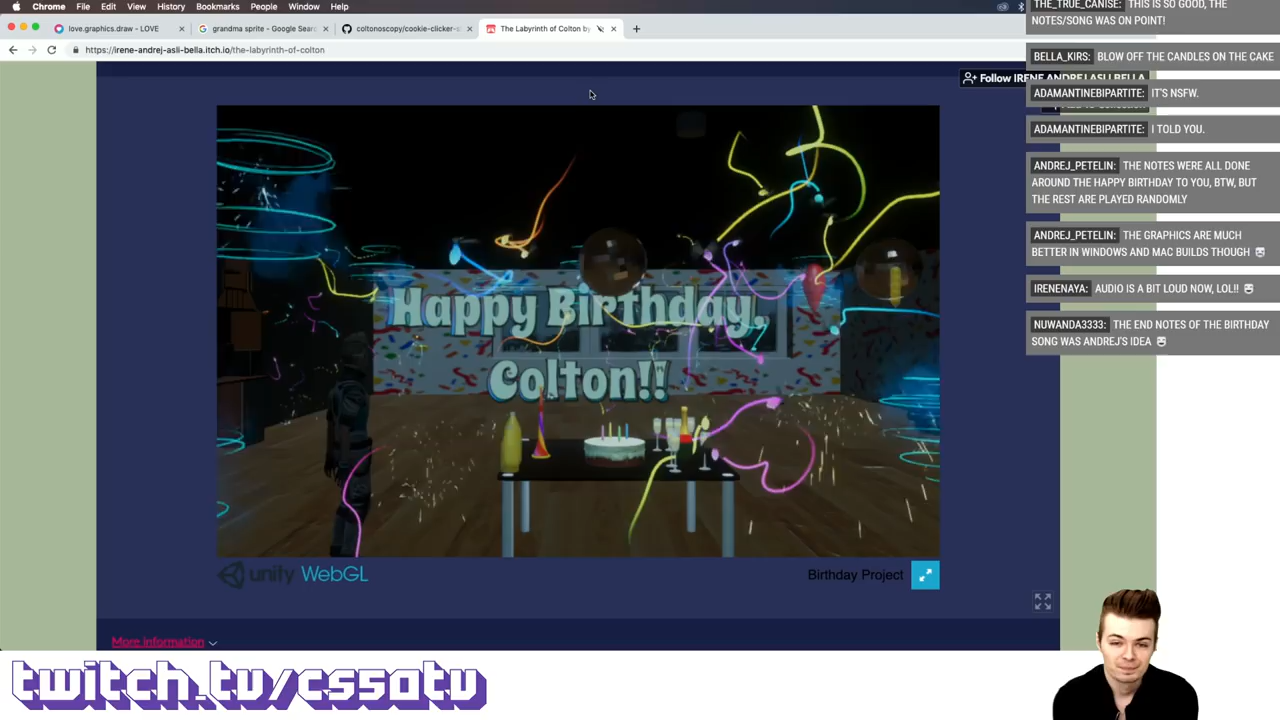 Chrome File Edit View History Bookmarks People Window Help
love.graphics.draw - LOVE
grandma sprite - Google Searc
coltonoscopy/cookie-clicker-s
The Labyrinth of Colton by
https://irene-andrej-asli-bella.itch.io/the-labyrinth-of-colton
Follow IRENE ANDREJ ASLI BELLA
Happy Birthday,
Colton!!
unity WebGL
Birthday Project
More information
THE_TRUE_CANISE: THIS IS SO GOOD, THE
NOTES/SONG WAS ON POINT!
BELLA_KIRS: BLOW OFF THE CANDLES ON THE CAKE
ADAMANTINEBIPARTITE: IT'S NSFW.
ADAMANTINEBIPARTITE: I TOLD YOU.
ANDREJ_PETELIN: THE NOTES WERE ALL DONE
AROUND THE HAPPY BIRTHDAY TO YOU, BTW, BUT
THE REST ARE PLAYED RANDOMLY
ANDREJ_PETELIN: THE GRAPHICS ARE MUCH
BETTER IN WINDOWS AND MAC BUILDS THOUGH
IRENENAYA: AUDIO IS A BIT LOUD NOW, LOL!!
NUWANDA3333: THE END NOTES OF THE BIRTHDAY
SONG WAS ANDREJ'S IDEA
twitch.tv/cs50tv